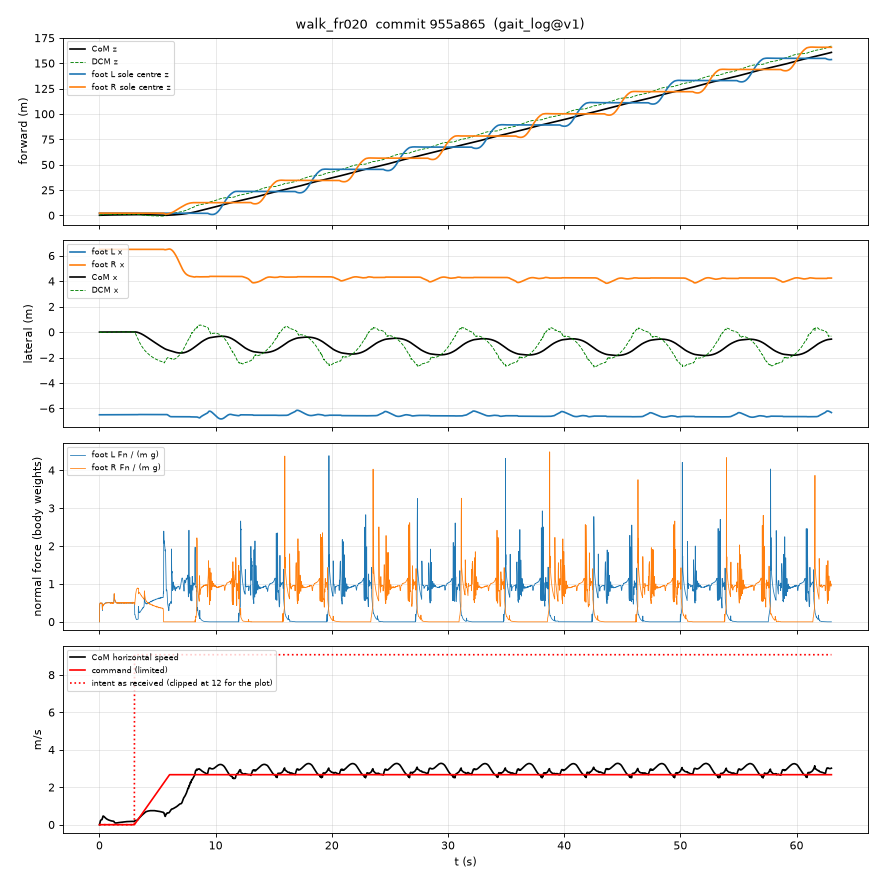 walk_fr020 commit 955a865 (gait_log@v1)
175
150
125
100
75
50
25
0
forward (m)
CoM z
DCM z
foot L sole centre z
foot R sole centre z
6
4
2
0
−2
−4
−6
lateral (m)
foot L x
foot R x
CoM x
DCM x
4
3
2
1
0
normal force (body weights)
foot L Fn / (m g)
foot R Fn / (m g)
8
6
4
2
0
m/s
CoM horizontal speed
command (limited)
intent as received (clipped at 12 for the plot)
0 10 20 30 40 50 60
t (s)